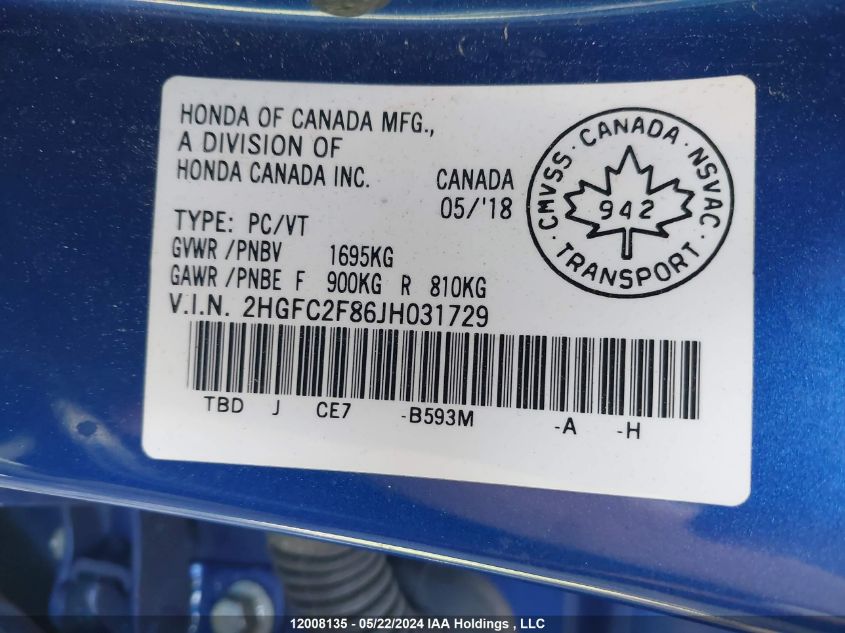 HONDA OF CANADA MFG.,
A DIVISION OF
HONDA CANADA INC.
CANADA
05/'18
TYPE: PC/VT
GVWR /PNBV 1695KG
GAWR /PNBE F 900KG R 810KG
V.I.N. 2HGFC2F86JH031729
TBD J CE7 -B593M -A -H
CMVSS · CANADA · NSVAC ·
942
TRANSPORT
12008135 - 05/22/2024 IAA Holdings , LLC